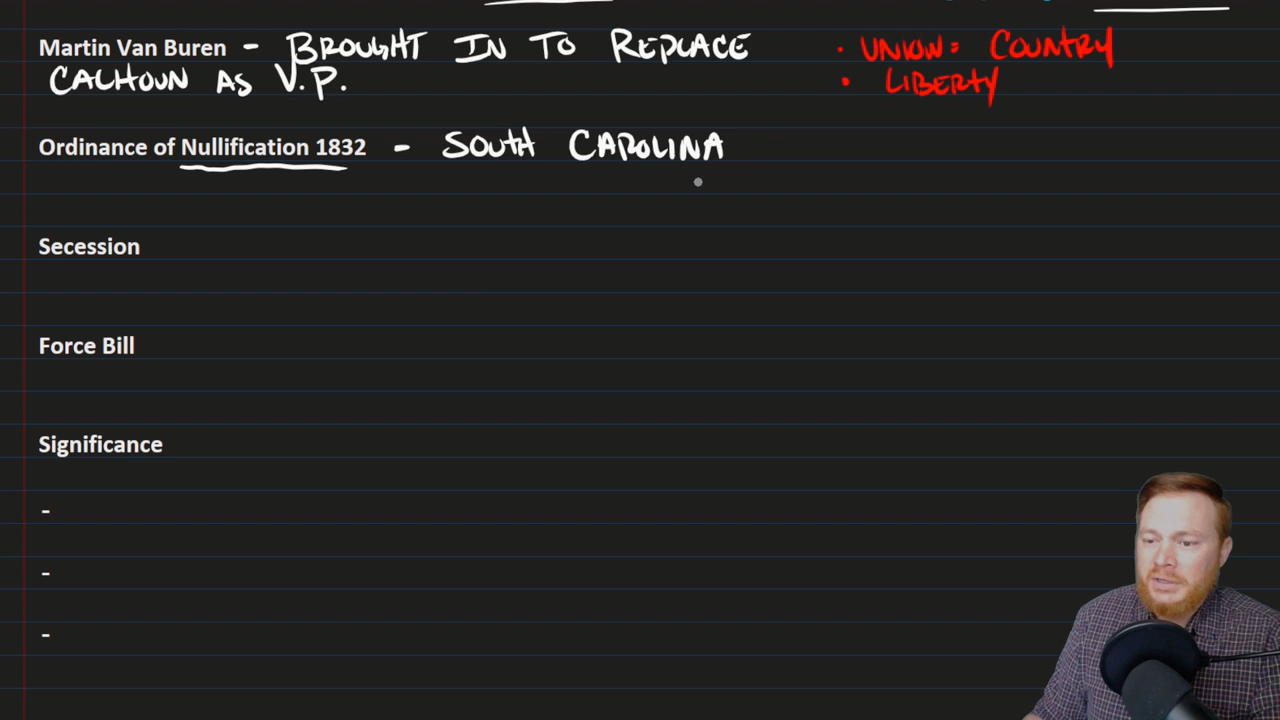 Martin Van Buren - BROUGHT IN TO REPLACE
CALHOUN AS V.P.
• UNION = COUNTRY
• LIBERTY
Ordinance of Nullification 1832 - SOUTH CAROLINA
Secession
Force Bill
Significance
-
-
-